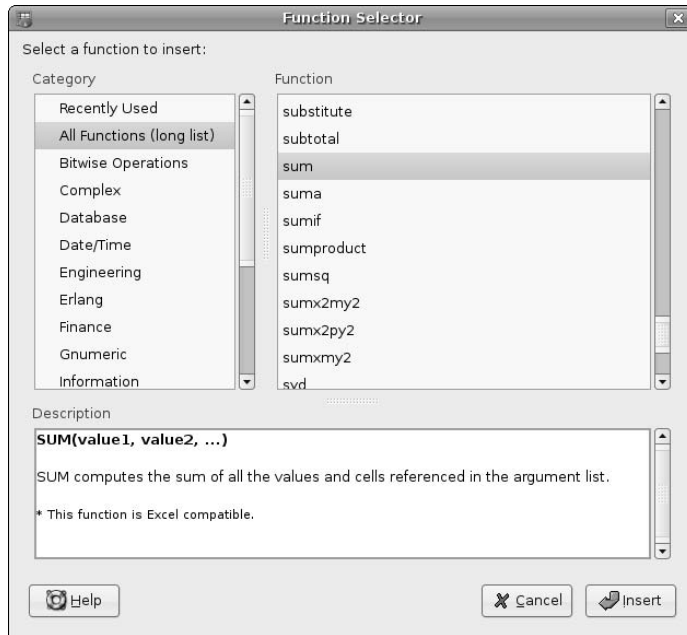 Function Selector
Select a function to insert:
Category
Recently Used
All Functions (long list)
Bitwise Operations
Complex
Database
Date/Time
Engineering
Erlang
Finance
Gnumeric
Information
Function
substitute
subtotal
sum
suma
sumif
sumproduct
sumsq
sumx2my2
sumx2py2
sumxmy2
syd
Description
SUM(value1, value2, ...)
SUM computes the sum of all the values and cells referenced in the argument list.
* This function is Excel compatible.
Help
Cancel
Insert